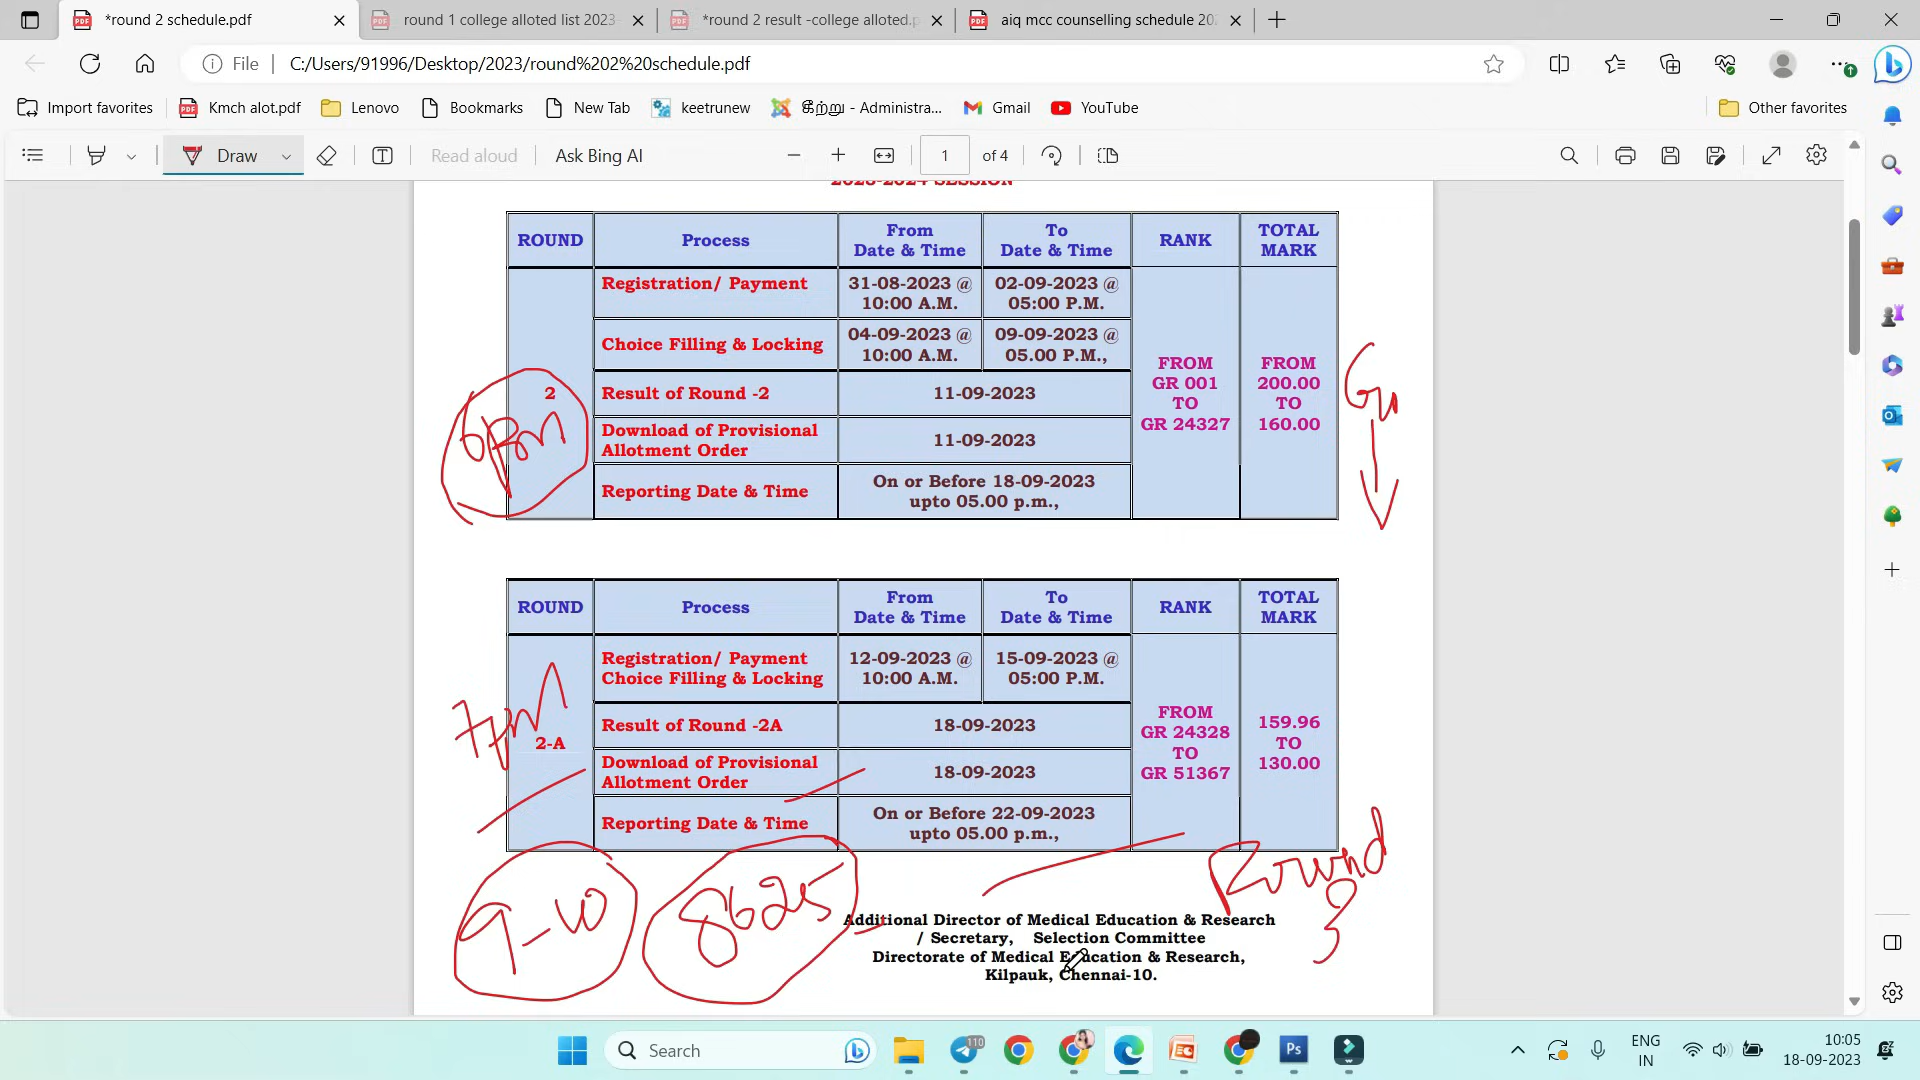 *round 2 schedule.pdf
round 1 college alloted list 2023-
*round 2 result -college alloted.p
aiq mcc counselling schedule 202
File
C:/Users/91996/Desktop/2023/round%202%20schedule.pdf
Import favorites
Kmch alot.pdf
Lenovo
Bookmarks
New Tab
keetrunew
கீற்று - Administra...
Gmail
YouTube
Other favorites
Draw
Read aloud
Ask Bing AI
1 of 4
2023-2024 SESSION
ROUND Process From Date & Time To Date & Time RANK TOTAL MARK
2
Registration/ Payment 31-08-2023 @ 10:00 A.M. 02-09-2023 @ 05:00 P.M.
Choice Filling & Locking 04-09-2023 @ 10:00 A.M. 09-09-2023 @ 05.00 P.M.,
Result of Round -2 11-09-2023
Download of Provisional Allotment Order 11-09-2023
Reporting Date & Time On or Before 18-09-2023 upto 05.00 p.m.,
FROM GR 001 TO GR 24327
FROM 200.00 TO 160.00
ROUND Process From Date & Time To Date & Time RANK TOTAL MARK
2-A
Registration/ Payment Choice Filling & Locking 12-09-2023 @ 10:00 A.M. 15-09-2023 @ 05:00 P.M.
Result of Round -2A 18-09-2023
Download of Provisional Allotment Order 18-09-2023
Reporting Date & Time On or Before 22-09-2023 upto 05.00 p.m.,
FROM GR 24328 TO GR 51367
159.96 TO 130.00
7pm
9-10
8625
Round 3
Additional Director of Medical Education & Research
/ Secretary, Selection Committee
Directorate of Medical Education & Research,
Kilpauk, Chennai-10.
Search
110
Ps
ENG
IN
10:05
18-09-2023